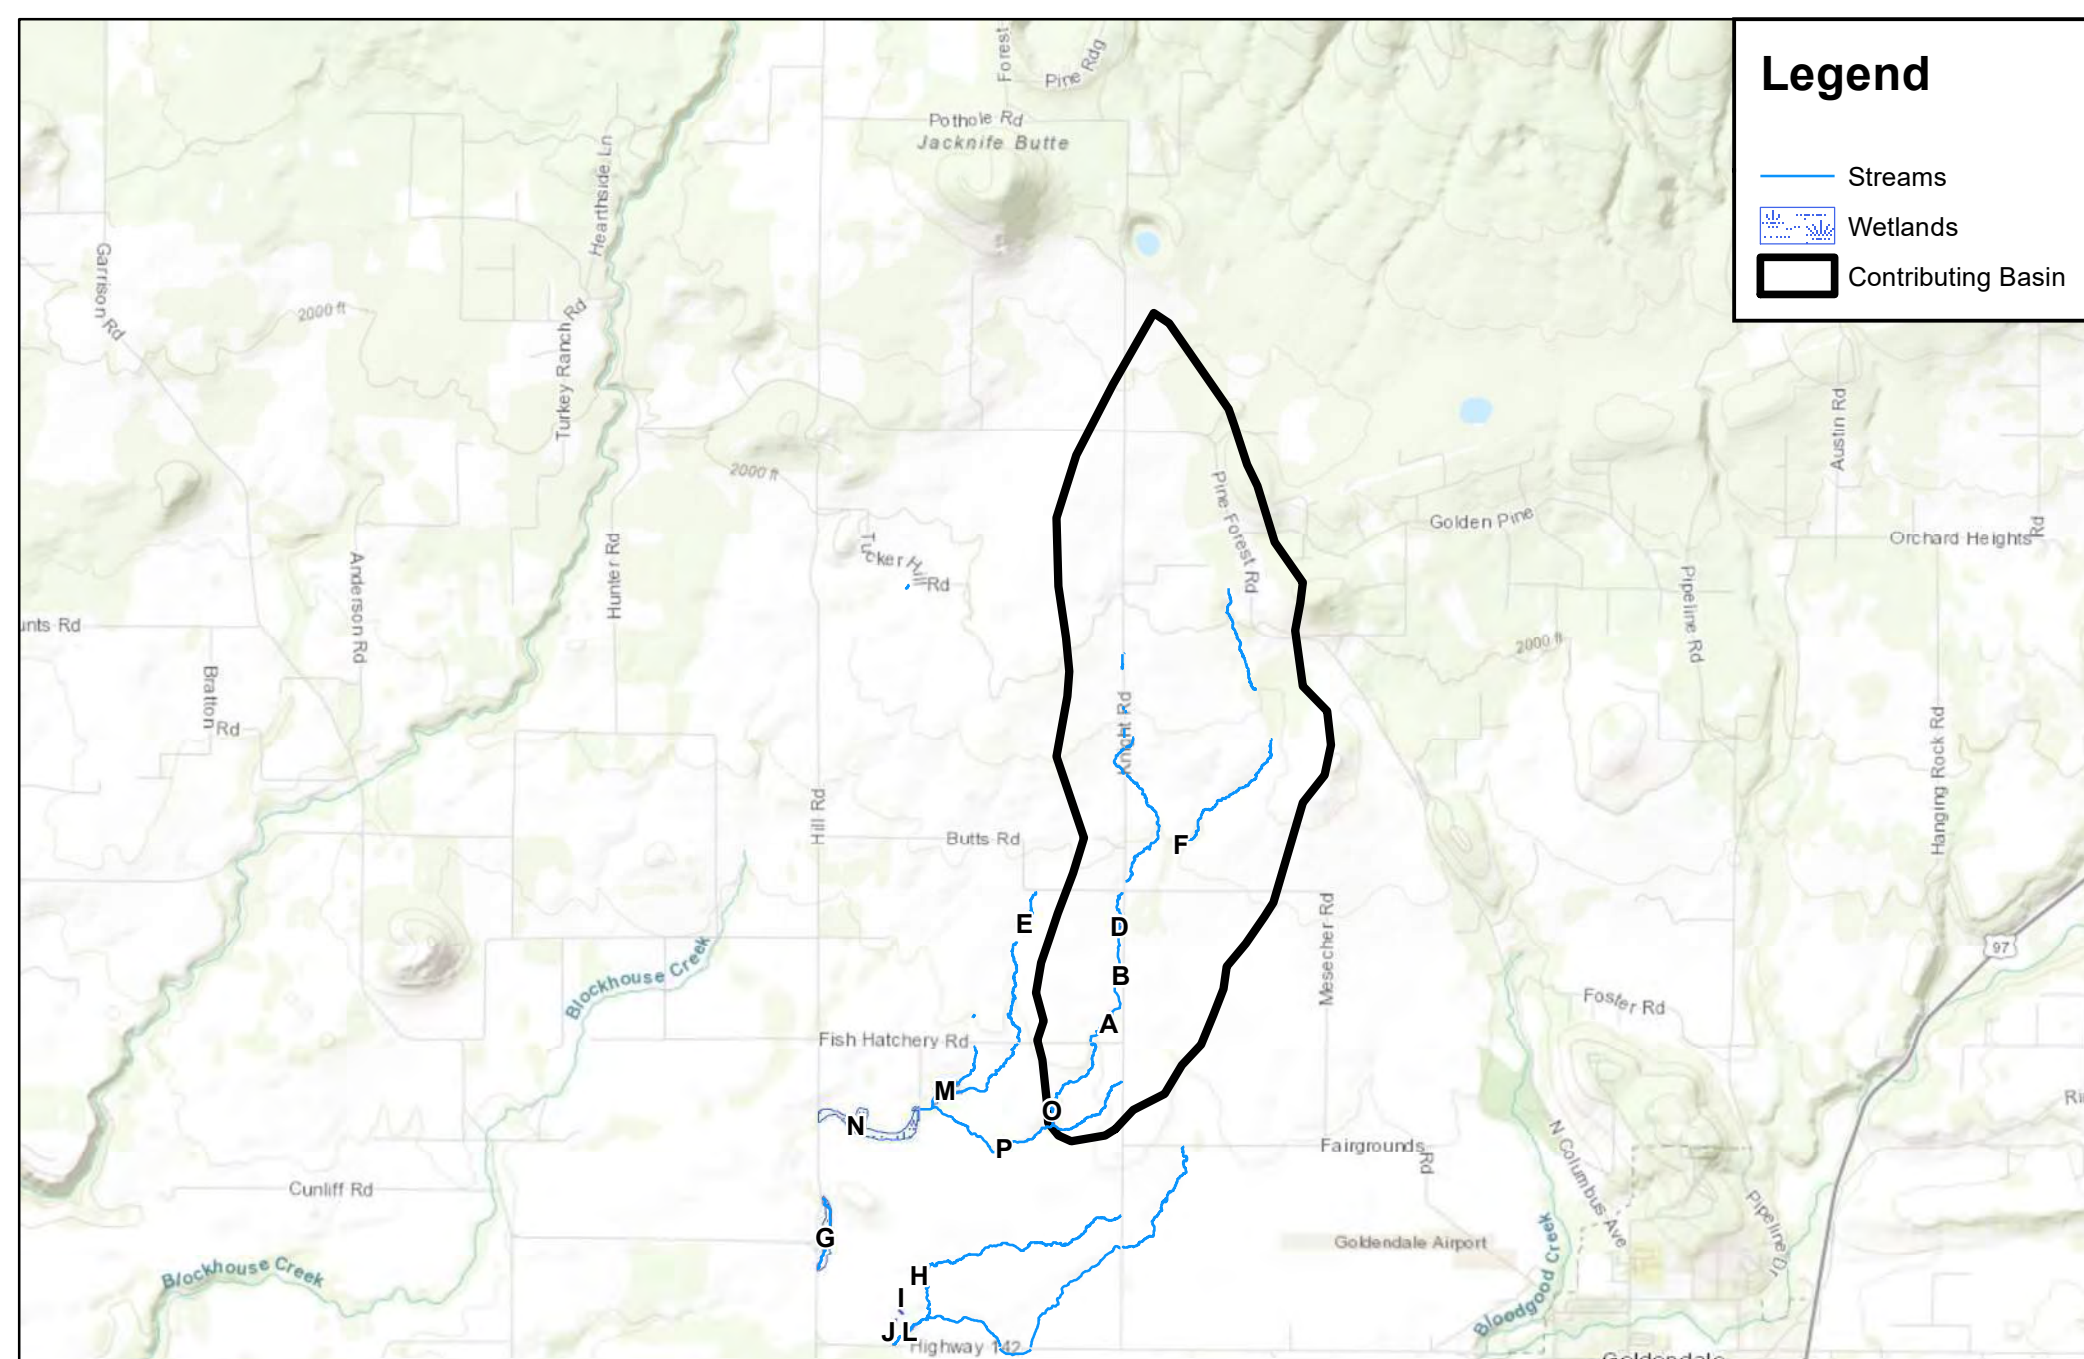 Legend
Streams
Wetlands
Contributing Basin
Forest
Pine Rdg
Pothole Rd
Jacknife Butte
Hearthside Ln
Garrison Rd
2000 ft
Turkey Ranch Rd
2000 ft
Austin Rd
Pine Forest Rd
Golden Pine
Orchard Heights Rd
Tucker Hill Rd
Anderson Rd
Hunter Rd
Pipeline Rd
unts Rd
2000 ft
Braton Rd
Knight Rd
Hanging Rock Rd
Hill Rd
Butts Rd
F
E
D
Mesecher Rd
97
B
Blockhouse Creek
Foster Rd
A
Fish Hatchery Rd
M
O
N
P
Fairgrounds Rd
N Columbus Ave
Cunliff Rd
Pipeline Dr
G
Goldendale Airport
Blockhouse Creek
Bloodgood Creek
H
I
J L
Highway 142
Goldendale